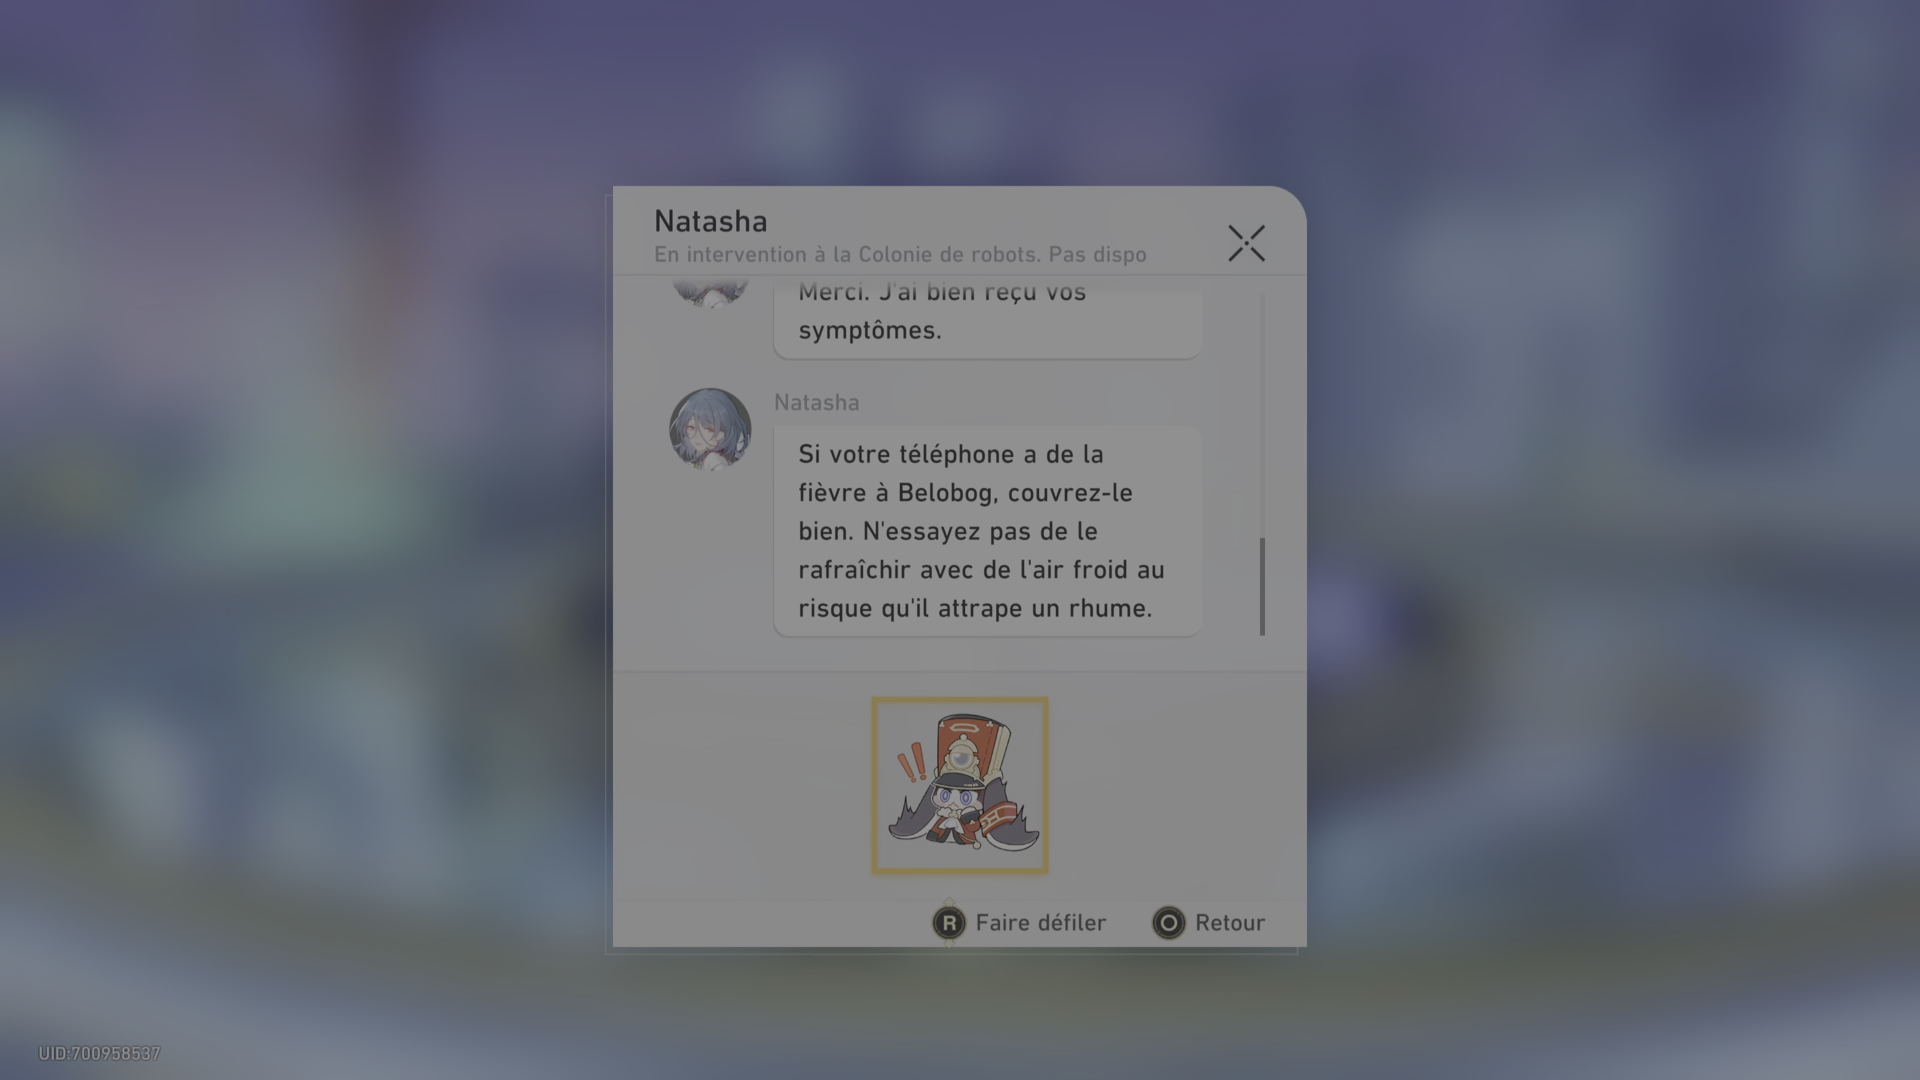 Natasha
En intervention à la Colonie de robots. Pas dispo
Merci. J'ai bien reçu vos
symptômes.
Natasha
Si votre téléphone a de la
fièvre à Belobog, couvrez-le
bien. N'essayez pas de le
rafraîchir avec de l'air froid au
risque qu'il attrape un rhume.
!!
R Faire défiler
Retour
UID:700958537